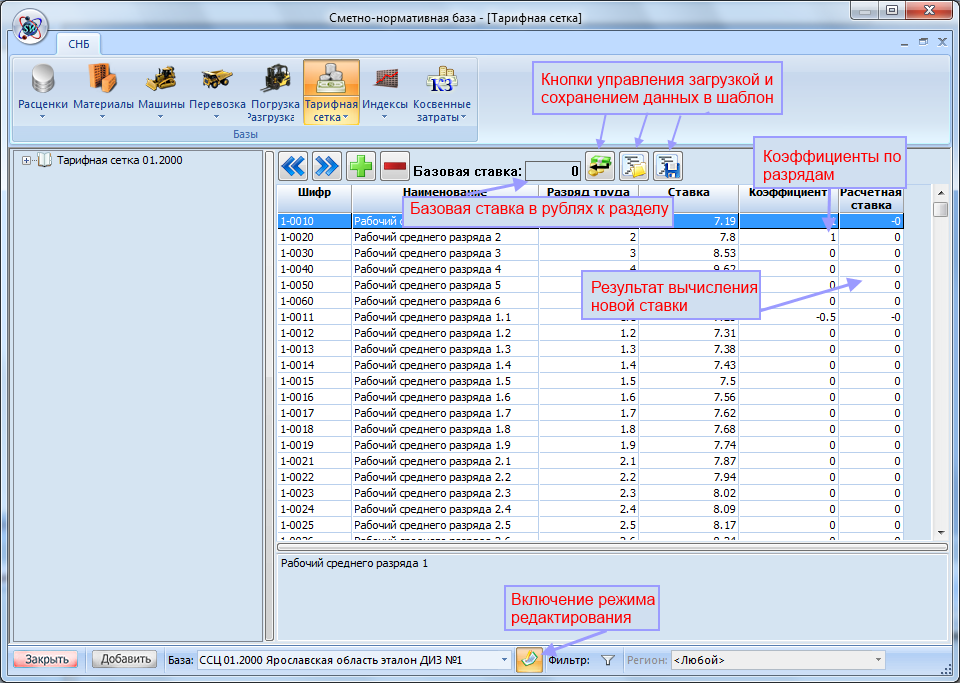 Сметно-нормативная база - [Тарифная сетка]
СНБ
Расценки Материалы Машины Перевозка Погрузка Разгрузка Тарифная сетка Индексы Косвенные затраты
КЗ
Базы
Кнопки управления загрузкой и
сохранением данных в шаблон
Тарифная сетка 01.2000
Базовая ставка: 0
Коэффициенты по
разрядам
Шифр Наименование Разряд труда Ставка Коэффициент Расчетная ставка
Базовая ставка в рублях к разделу
1-0010 Рабочий 7.19 -0
1-0020 Рабочий среднего разряда 2 2 7.8 1 0
1-0030 Рабочий среднего разряда 3 3 8.53 0 0
1-0040 Рабочий среднего разряда 4 4 9.62 0 0
1-0050 Рабочий среднего разряда 5 0 0
1-0060 Рабочий среднего разряда 6 0 0
Результат вычисления
новой ставки
1-0011 Рабочий среднего разряда 1.1 -0.5 -0
1-0012 Рабочий среднего разряда 1.2 1.2 7.31 0 0
1-0013 Рабочий среднего разряда 1.3 1.3 7.38 0 0
1-0014 Рабочий среднего разряда 1.4 1.4 7.43 0 0
1-0015 Рабочий среднего разряда 1.5 1.5 7.5 0 0
1-0016 Рабочий среднего разряда 1.6 1.6 7.56 0 0
1-0017 Рабочий среднего разряда 1.7 1.7 7.62 0 0
1-0018 Рабочий среднего разряда 1.8 1.8 7.68 0 0
1-0019 Рабочий среднего разряда 1.9 1.9 7.74 0 0
1-0021 Рабочий среднего разряда 2.1 2.1 7.87 0 0
1-0022 Рабочий среднего разряда 2.2 2.2 7.94 0 0
1-0023 Рабочий среднего разряда 2.3 2.3 8.02 0 0
1-0024 Рабочий среднего разряда 2.4 2.4 8.09 0 0
1-0025 Рабочий среднего разряда 2.5 2.5 8.17 0 0
Рабочий среднего разряда 1
Включение режима
редактирования
Закрыть Добавить База: ССЦ 01.2000 Ярославская область эталон ДИЗ №1 Фильтр: Регион: <Любой>